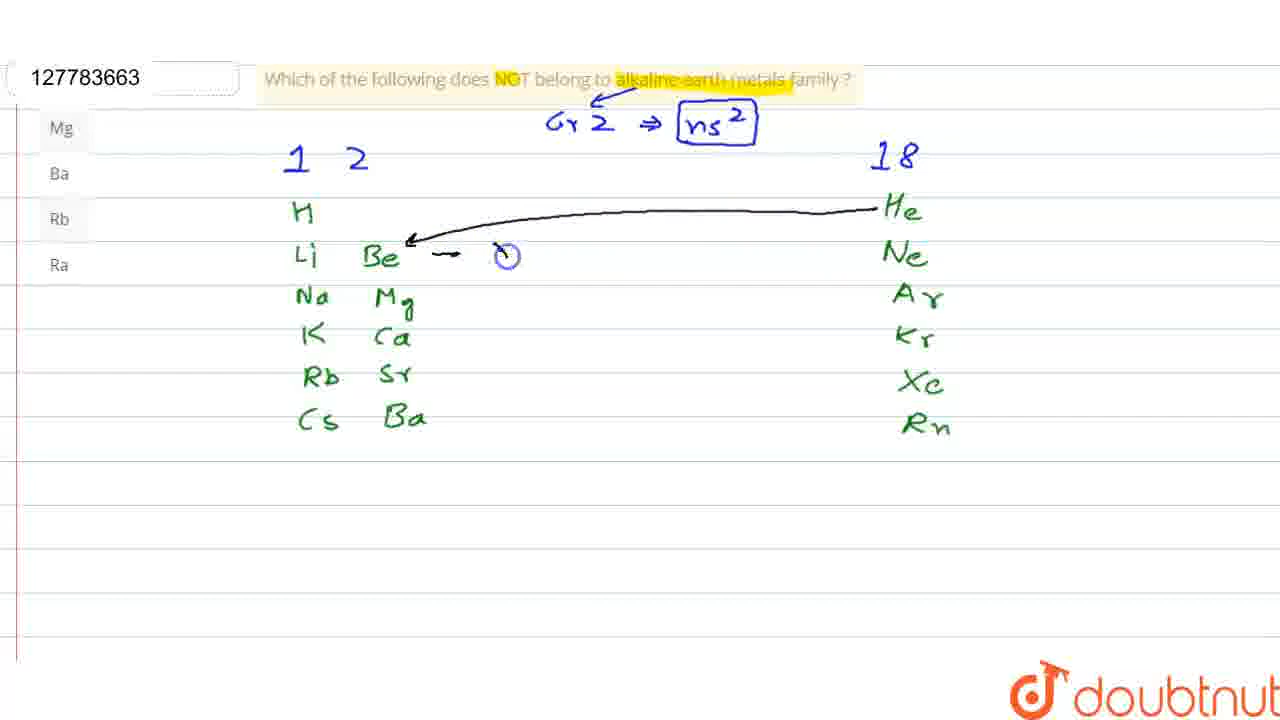 127783663
Which of the following does NOT belong to alkaline earth metals family ?
Gr 2 ⇒ ns²
Mg
Ba
Rb
Ra
1 2 18
H He
Li Be – Ne
Na Mg Ar
K Ca Kr
Rb Sr Xe
Cs Ba Rn
doubtnut